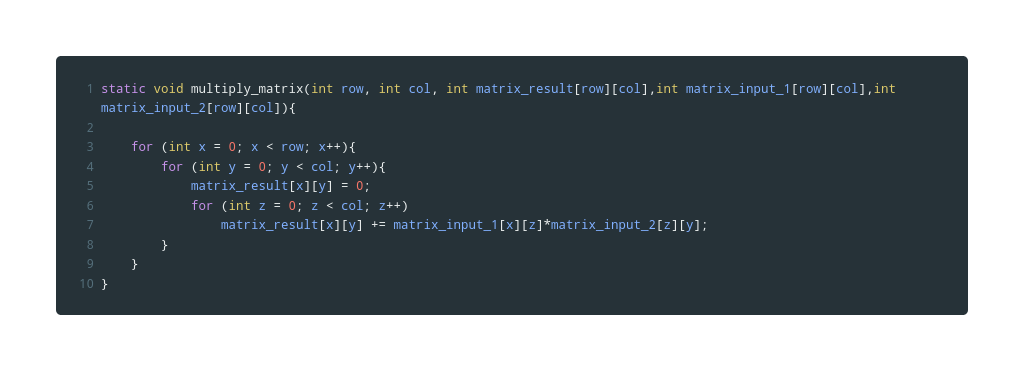 1 static void multiply_matrix(int row, int col, int matrix_result[row][col],int matrix_input_1[row][col],int
matrix_input_2[row][col]){
2
3     for (int x = 0; x < row; x++){
4         for (int y = 0; y < col; y++){
5             matrix_result[x][y] = 0;
6             for (int z = 0; z < col; z++)
7                 matrix_result[x][y] += matrix_input_1[x][z]*matrix_input_2[z][y];
8         }
9     }
10 }